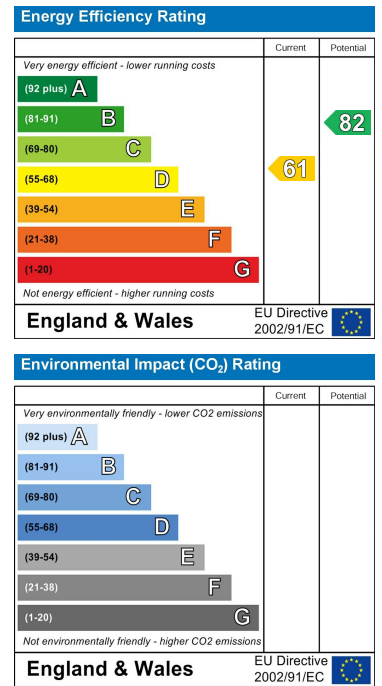 Energy Efficiency Rating
Current Potential
Very energy efficient - lower running costs
(92 plus) A
(81-91) B
82
(69-80) C
61
(55-68) D
(39-54) E
(21-38) F
(1-20) G
Not energy efficient - higher running costs
England & Wales
EU Directive
2002/91/EC
Environmental Impact (CO₂) Rating
Current Potential
Very environmentally friendly - lower CO2 emissions
(92 plus) A
(81-91) B
(69-80) C
(55-68) D
(39-54) E
(21-38) F
(1-20) G
Not environmentally friendly - higher CO2 emissions
England & Wales
EU Directive
2002/91/EC